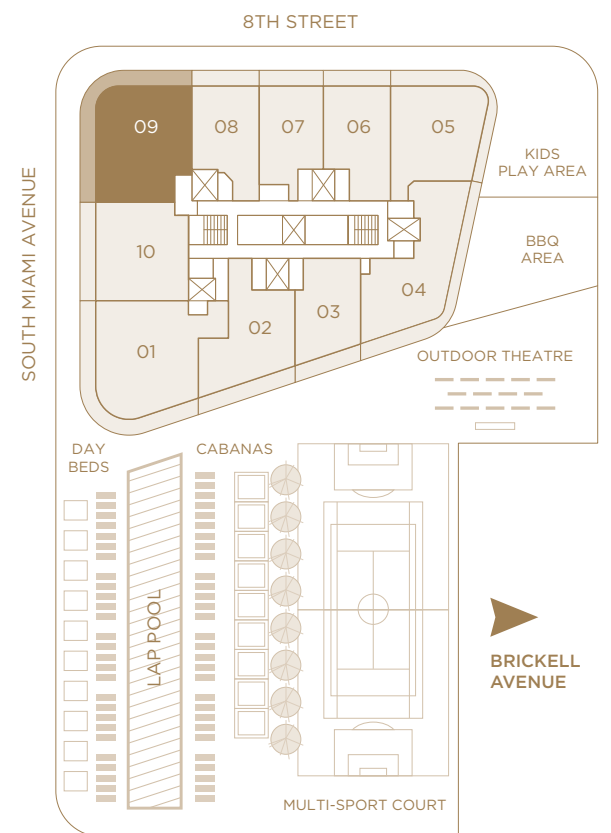 8TH STREET
SOUTH MIAMI AVENUE
09
08
07
06
05
KIDS
PLAY AREA
10
BBQ
AREA
04
03
02
01
OUTDOOR THEATRE
DAY
BEDS
CABANAS
LAP POOL
BRICKELL
AVENUE
MULTI-SPORT COURT